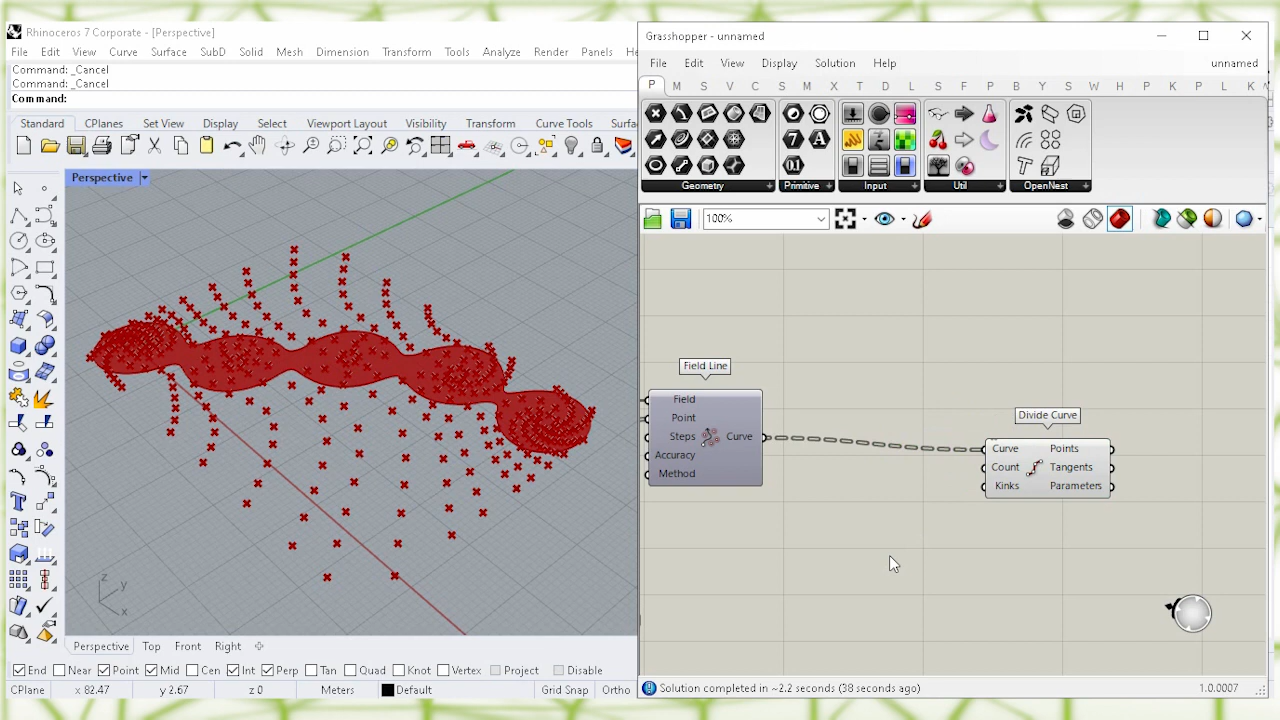 Rhinoceros 7 Corporate - [Perspective]
File Edit View Curve Surface SubD Solid Mesh Dimension Transform Tools Analyze Render Panels He
Command: _Cancel
Command: _Cancel
Command:
Standard CPlanes Set View Display Select Viewport Layout Visibility Transform Curve Tools Surfa
Perspective
z
y
x
Perspective Top Front Right
End Near Point Mid Cen Int Perp Tan Quad Knot Vertex Project Disable
CPlane x 82.47 y 2.67 z 0 Meters Default Grid Snap Ortho
Grasshopper - unnamed
File Edit View Display Solution Help unnamed
P M S V C S M X T D L S F P B Y S W H P K P L K
Geometry Primitive Input Util OpenNest
100%
Field Line
Field
Point
Steps Curve
Accuracy
Method
Divide Curve
Curve Points
Count Tangents
Kinks Parameters
Solution completed in ~2.2 seconds (38 seconds ago) 1.0.0007